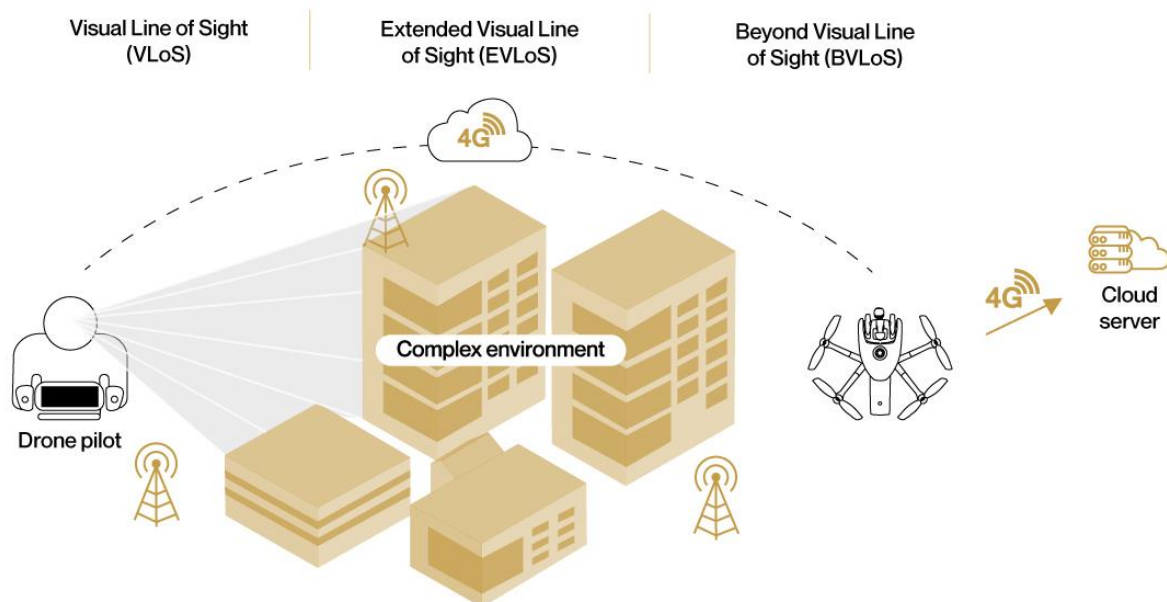 Visual Line of Sight
(VLoS)
Extended Visual Line
of Sight (EVLoS)
Beyond Visual Line
of Sight (BVLoS)
4G
Complex environment
Drone pilot
4G
Cloud
server